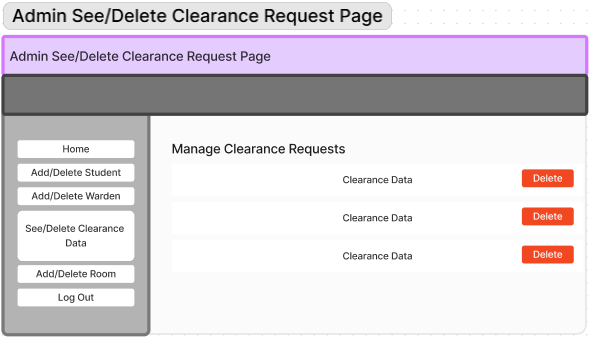 Admin See/Delete Clearance Request Page
Admin See/Delete Clearance Request Page
Home
Add/Delete Student
Add/Delete Warden
See/Delete Clearance
Data
Add/Delete Room
Log Out
Manage Clearance Requests
Clearance Data Delete
Clearance Data Delete
Clearance Data Delete